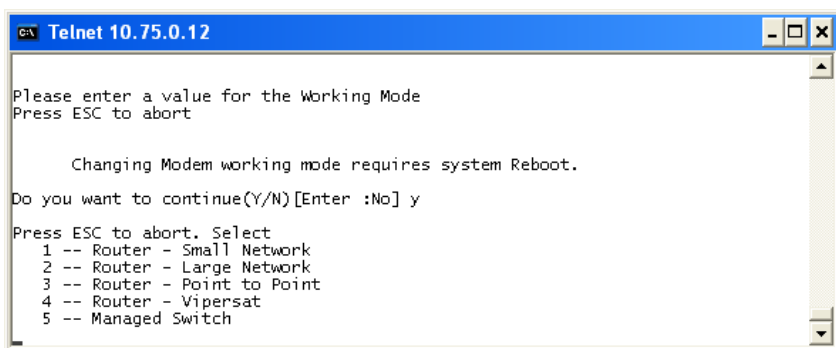 Telnet 10.75.0.12
Please enter a value for the Working Mode
Press ESC to abort
Changing Modem working mode requires system Reboot.
Do you want to continue(Y/N)[Enter :No] y
Press ESC to abort. Select
1 -- Router - Small Network
2 -- Router - Large Network
3 -- Router - Point to Point
4 -- Router - Vipersat
5 -- Managed Switch